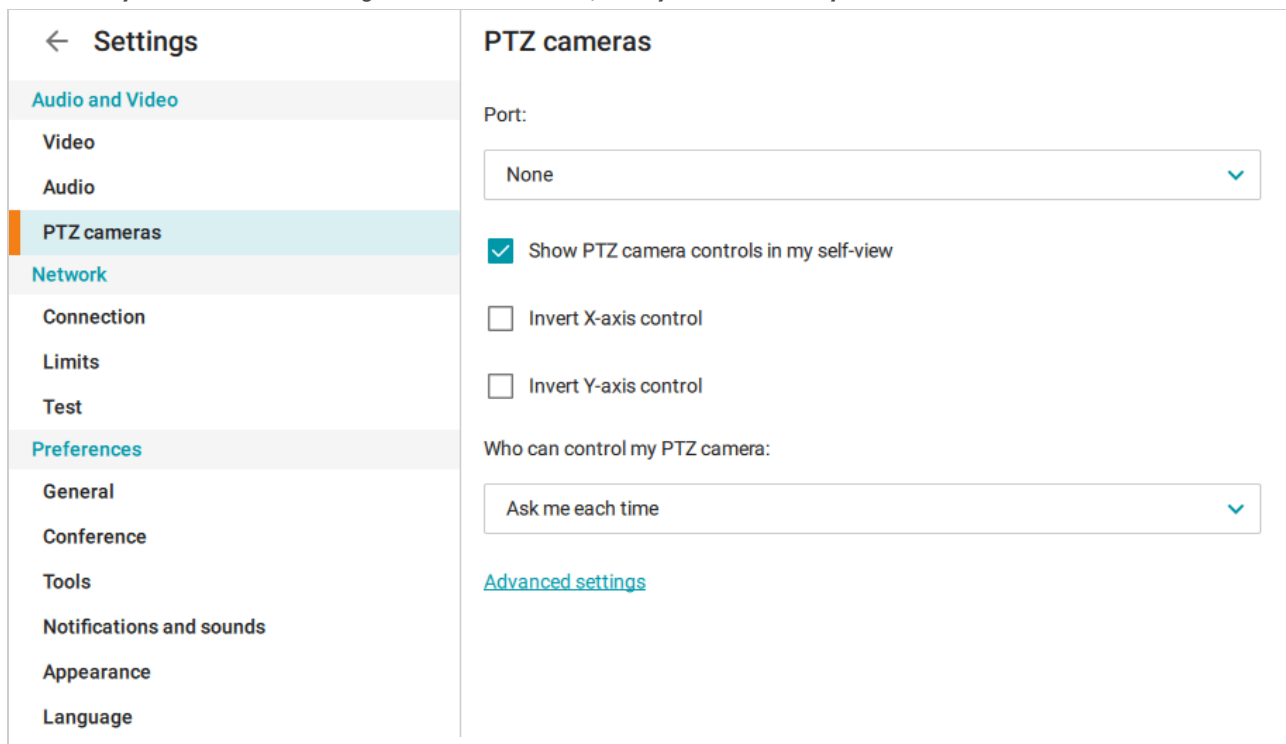 Settings
Audio and Video
Video
Audio
PTZ cameras
Network
Connection
Limits
Test
Preferences
General
Conference
Tools
Notifications and sounds
Appearance
Language
PTZ cameras
Port:
None
Show PTZ camera controls in my self-view
Invert X-axis control
Invert Y-axis control
Who can control my PTZ camera:
Ask me each time
Advanced settings